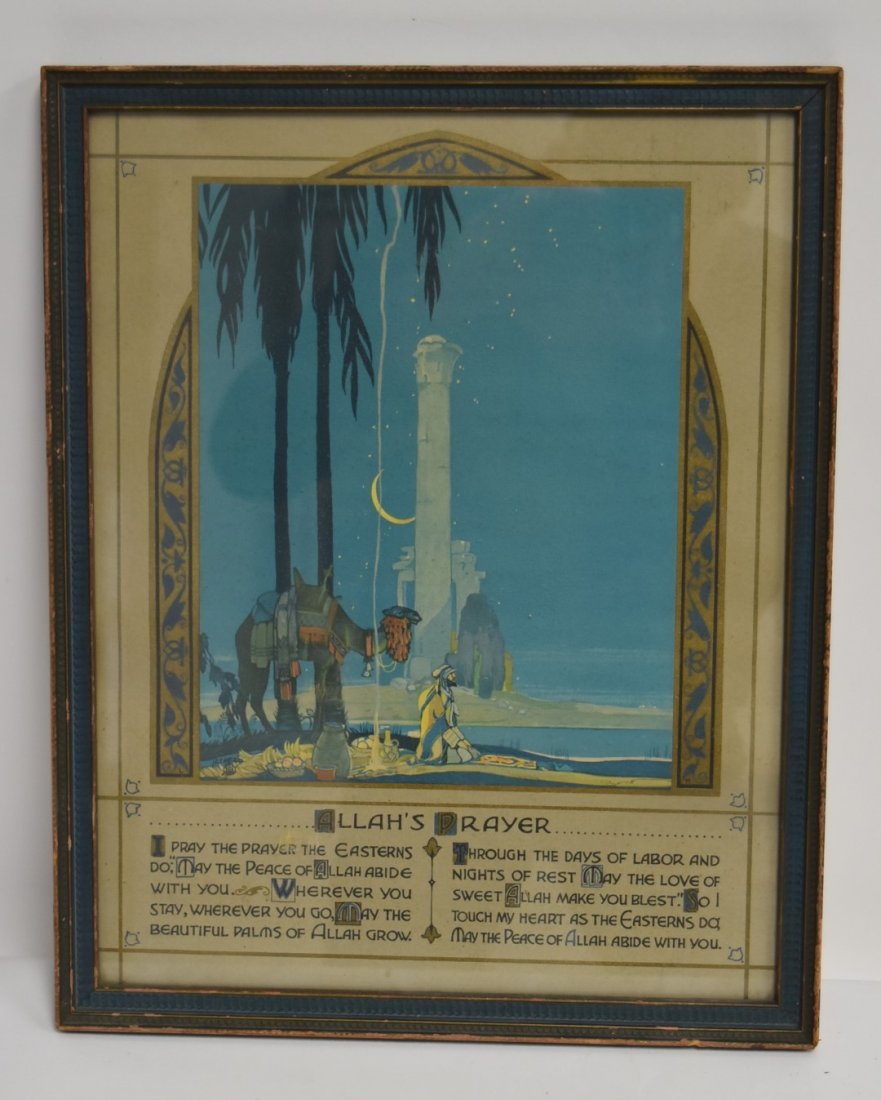 ALLAH'S PRAYER
I PRAY THE PRAYER THE EASTERNS
DO; "MAY THE PEACE OF ALLAH ABIDE
WITH YOU. WHEREVER YOU
STAY, WHEREVER YOU GO, MAY THE
BEAUTIFUL PALMS OF ALLAH GROW.
THROUGH THE DAYS OF LABOR AND
NIGHTS OF REST MAY THE LOVE OF
SWEET ALLAH MAKE YOU BLEST." SO I
TOUCH MY HEART AS THE EASTERNS DO;
MAY THE PEACE OF ALLAH ABIDE WITH YOU.